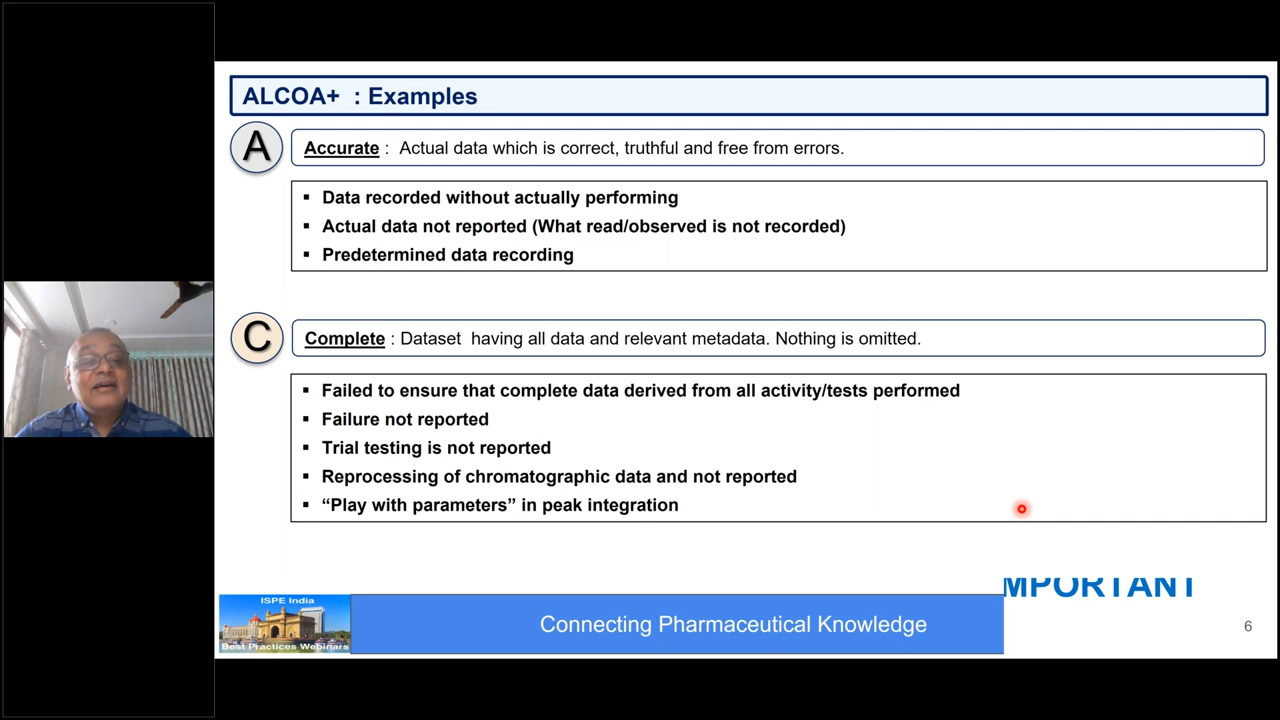 ALCOA+ : Examples
A
Accurate : Actual data which is correct, truthful and free from errors.
▪ Data recorded without actually performing
▪ Actual data not reported (What read/observed is not recorded)
▪ Predetermined data recording
C
Complete : Dataset having all data and relevant metadata. Nothing is omitted.
▪ Failed to ensure that complete data derived from all activity/tests performed
▪ Failure not reported
▪ Trial testing is not reported
▪ Reprocessing of chromatographic data and not reported
▪ “Play with parameters” in peak integration
MPORTANT
ISPE India
Best Practices Webinars
Connecting Pharmaceutical Knowledge
6